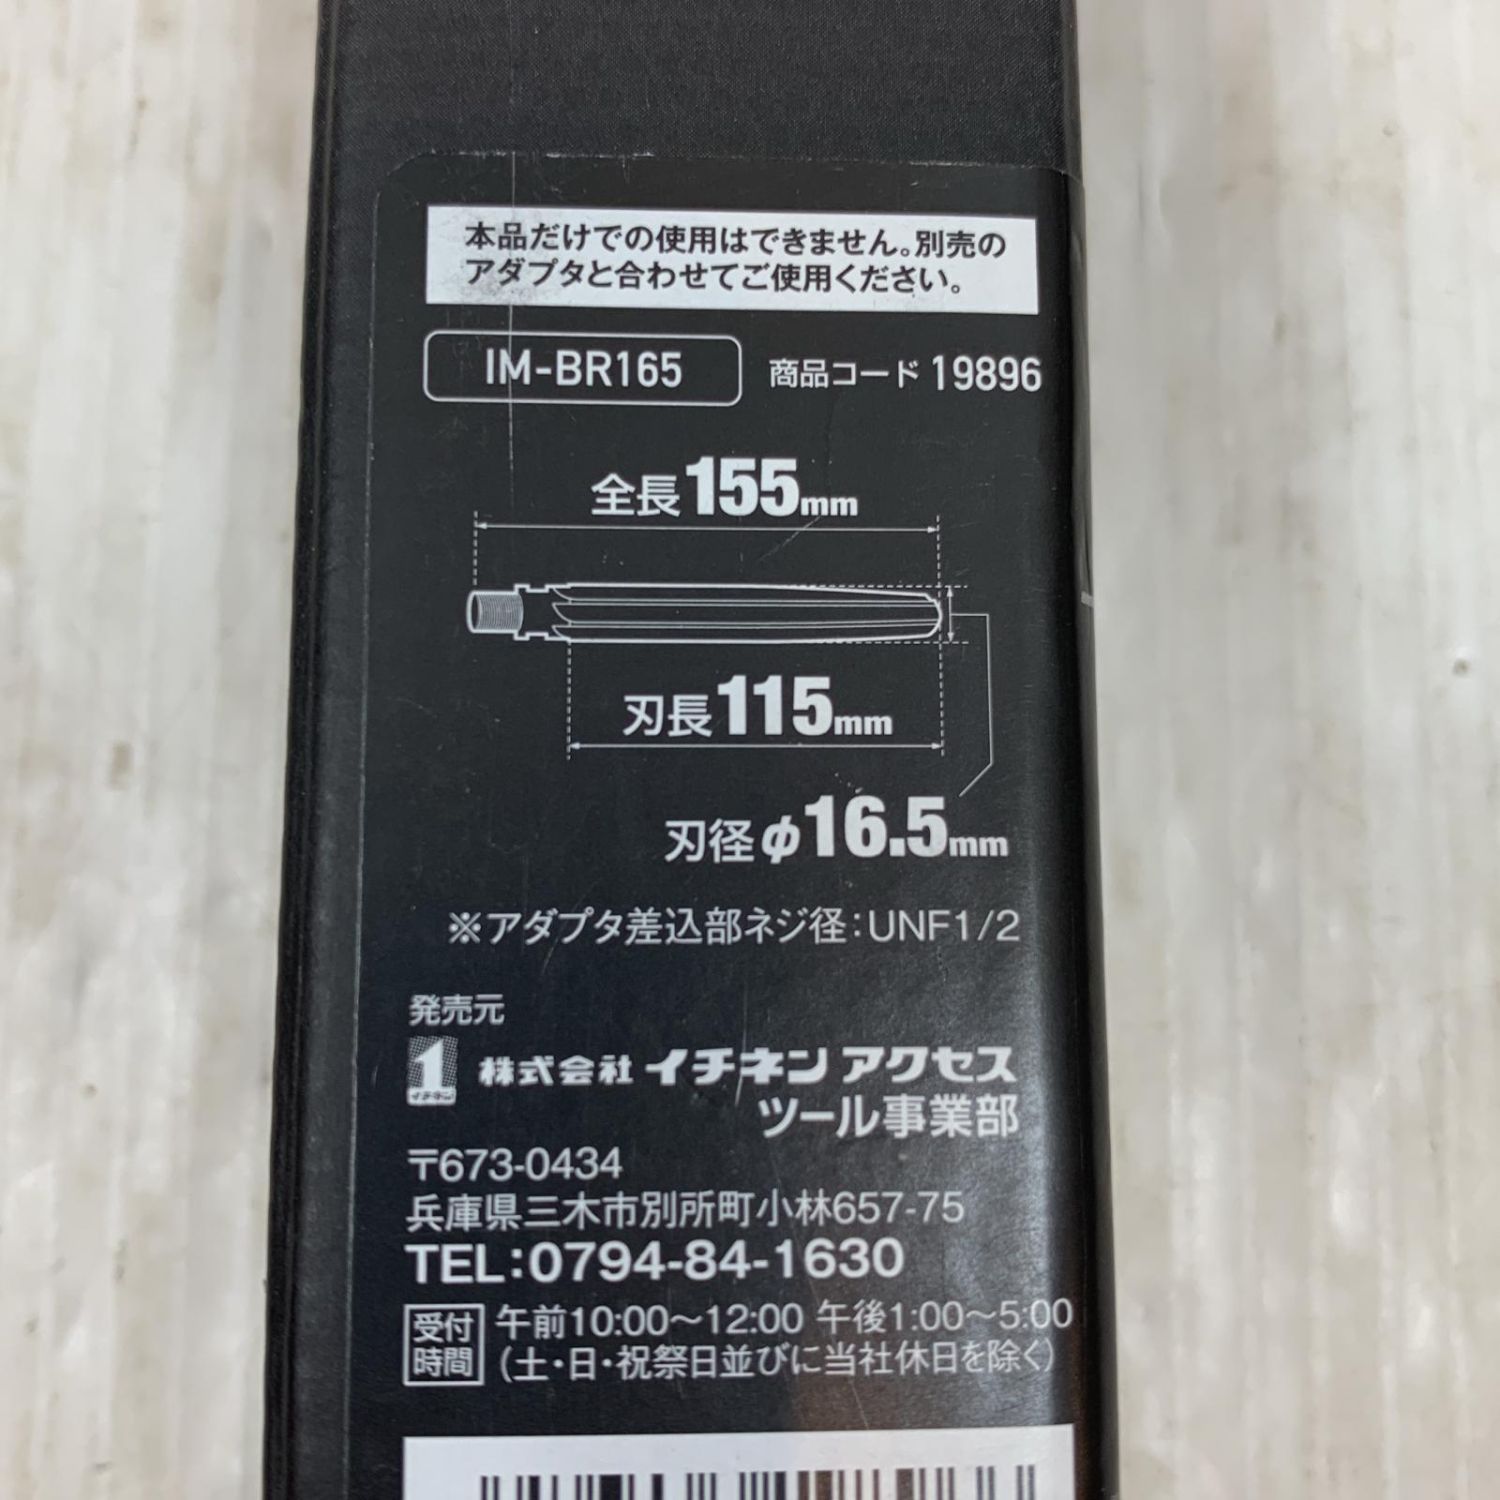 本品だけでの使用はできません。別売の
アダプタと合わせてご使用ください。
IM-BR165 商品コード 19896
全長155mm
刃長115mm
刃径φ16.5mm
※アダプタ差込部ネジ径：UNF1/2
発売元
1 イチネン 株式会社 イチネン アクセス
ツール事業部
〒673-0434
兵庫県三木市別所町小林657-75
TEL：0794-84-1630
受付時間 午前10:00～12:00 午後1:00～5:00
（土・日・祝祭日並びに当社休日を除く）